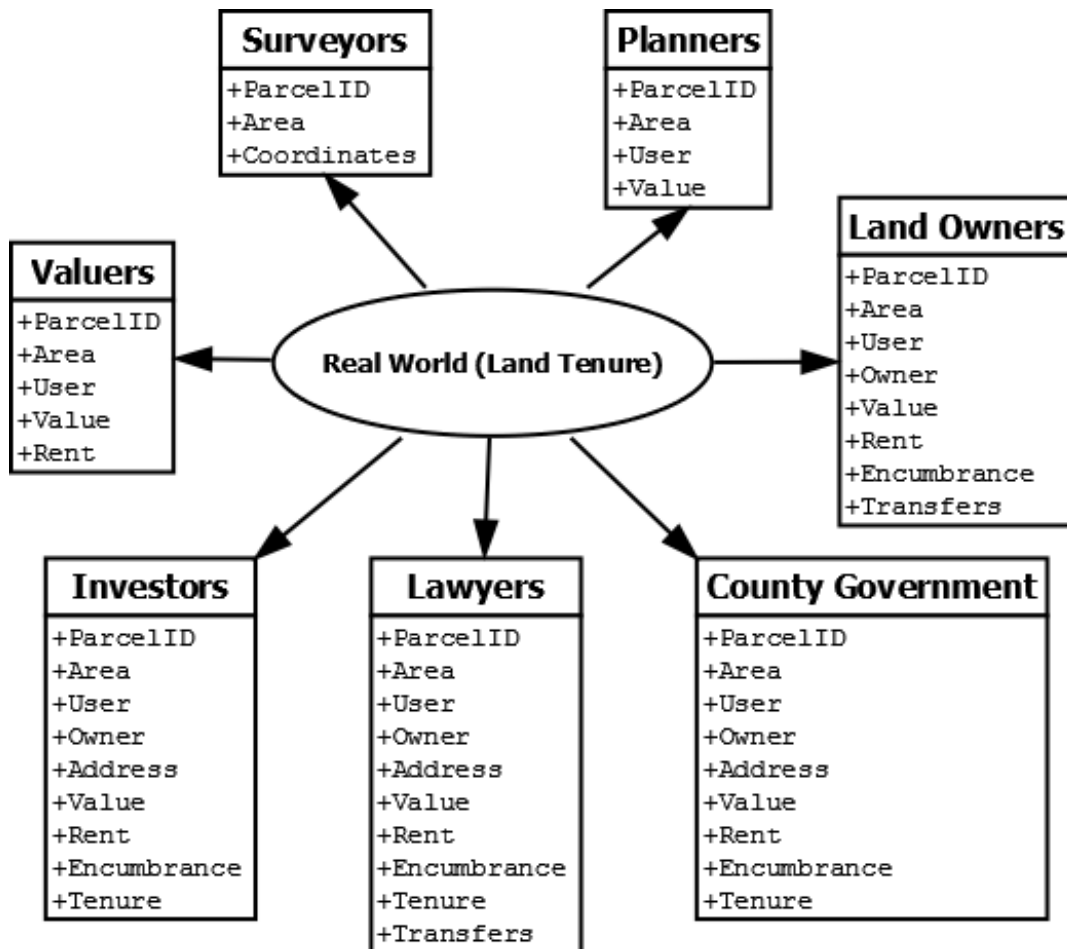 Surveyors
+ParcelID
+Area
+Coordinates
Planners
+ParcelID
+Area
+User
+Value
Land Owners
+ParcelID
+Area
+User
+Owner
+Value
+Rent
+Encumbrance
+Transfers
Valuers
+ParcelID
+Area
+User
+Value
+Rent
Real World (Land Tenure)
Investors
+ParcelID
+Area
+User
+Owner
+Address
+Value
+Rent
+Encumbrance
+Tenure
Lawyers
+ParcelID
+Area
+User
+Owner
+Address
+Value
+Rent
+Encumbrance
+Tenure
+Transfers
County Government
+ParcelID
+Area
+User
+Owner
+Address
+Value
+Rent
+Encumbrance
+Tenure